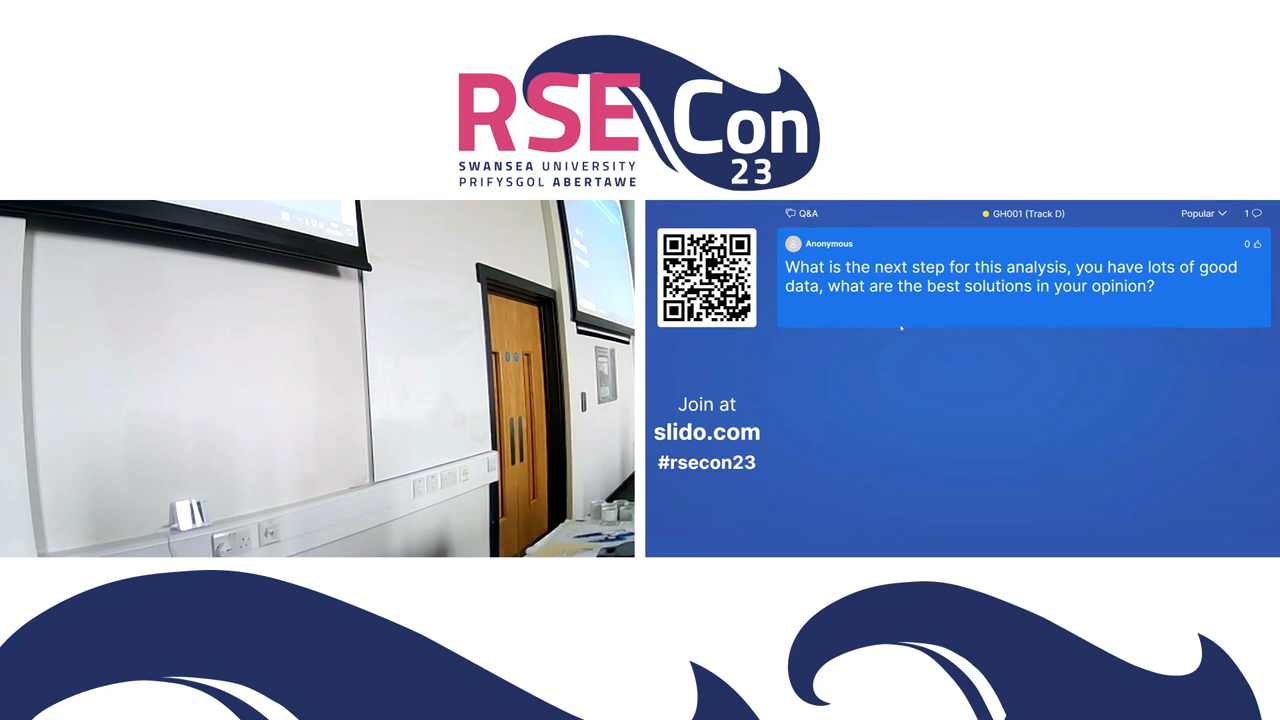 RSE Con
23
SWANSEA UNIVERSITY
PRIFYSGOL ABERTAWE
Q&A
GH001 (Track D)
Popular
1
Anonymous
0
What is the next step for this analysis, you have lots of good
data, what are the best solutions in your opinion?
Join at
slido.com
#rsecon23